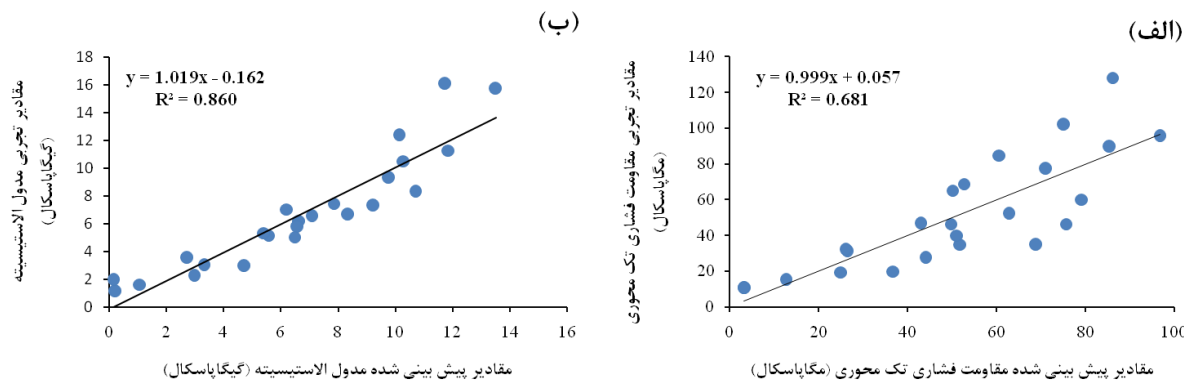 (الف)
y = 0.999x + 0.057
R² = 0.681
140
120
100
80
60
40
20
0
0 20 40 60 80 100
مقادیر تجربی مقاومت فشاری تک محوری
(مگاپاسکال)
مقادیر پیش بینی شده مقاومت فشاری تک محوری (مگاپاسکال)
(ب)
y = 1.019x - 0.162
R² = 0.860
18
16
14
12
10
8
6
4
2
0
0 2 4 6 8 10 12 14 16
مقادیر تجربی مدول الاستیسیته
(گیگاپاسکال)
مقادیر پیش بینی شده مدول الاستیسیته (گیگاپاسکال)